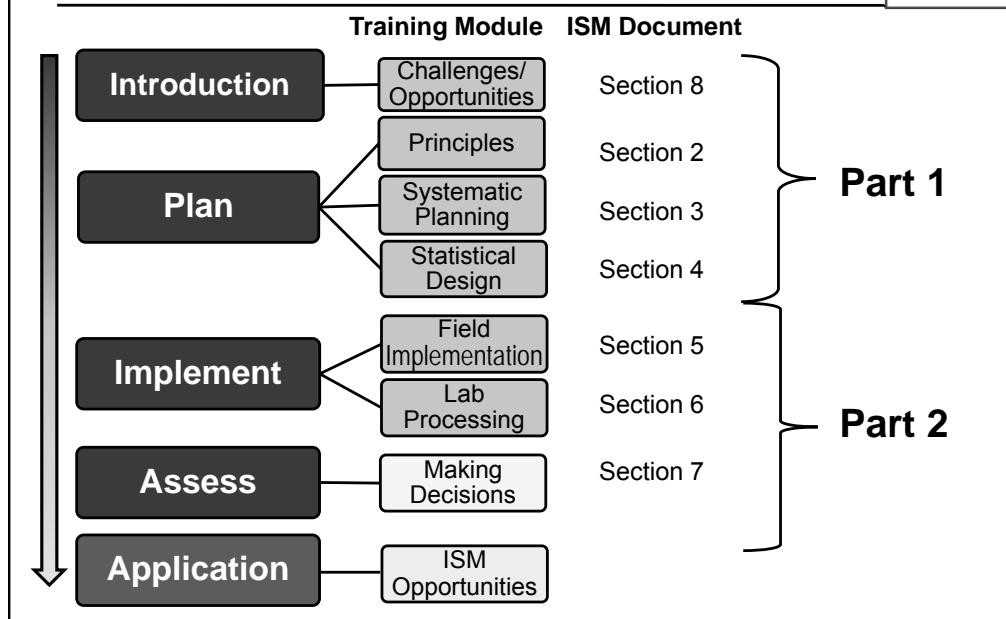 Training Module ISM Document
Introduction
Challenges/
Opportunities
Section 8
Plan
Principles
Section 2
Systematic
Planning
Section 3
Statistical
Design
Section 4
Part 1
Implement
Field
Implementation
Section 5
Lab
Processing
Section 6
Part 2
Assess
Making
Decisions
Section 7
Application
ISM
Opportunities